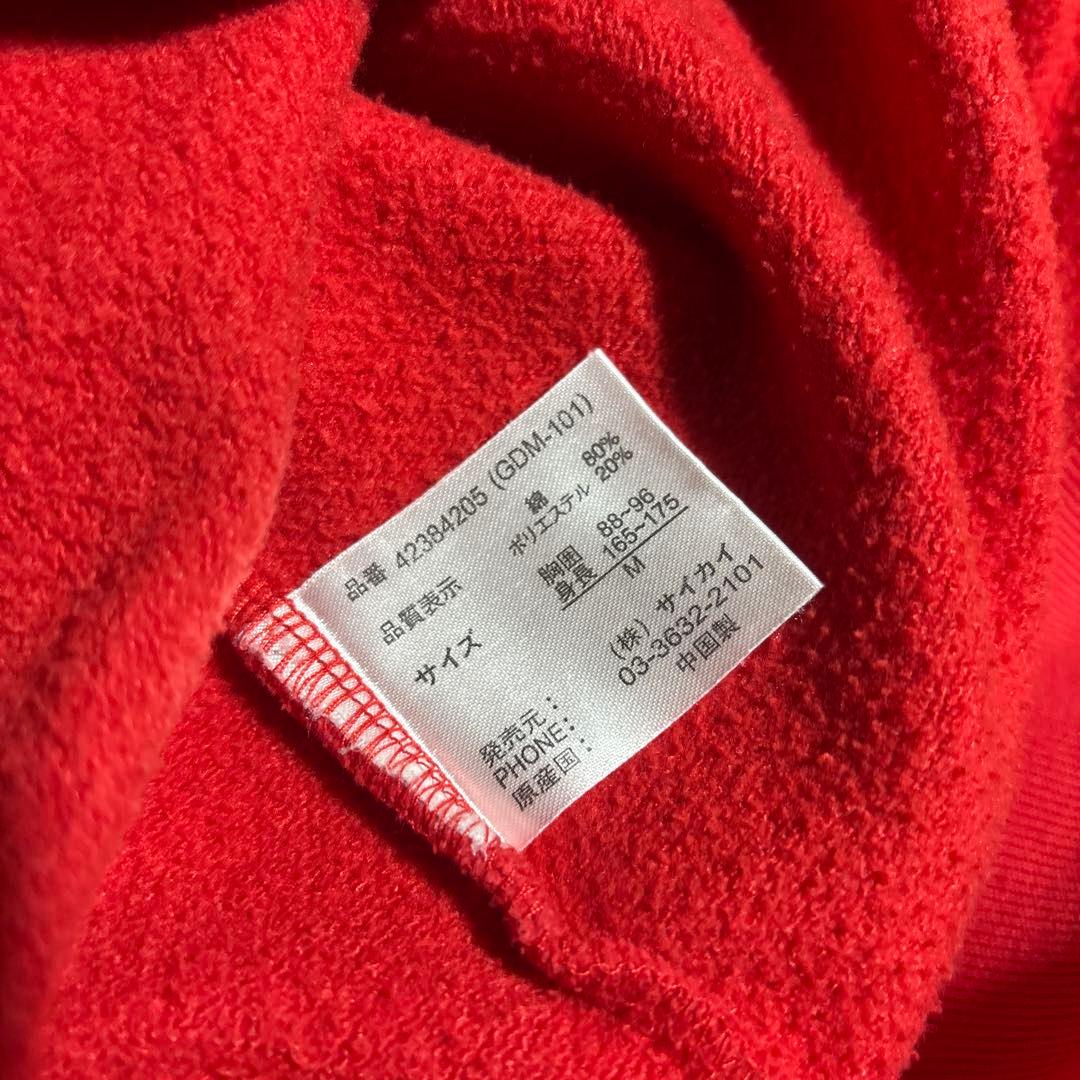 品番 42384205 (GDM-101)
品質表示 綿 80%
ポリエステル 20%
サイズ 胸囲 88~96
身長 165~175
M
発売元: (株) サイカイ
PHONE: 03-3632-2101
原産国: 中国製